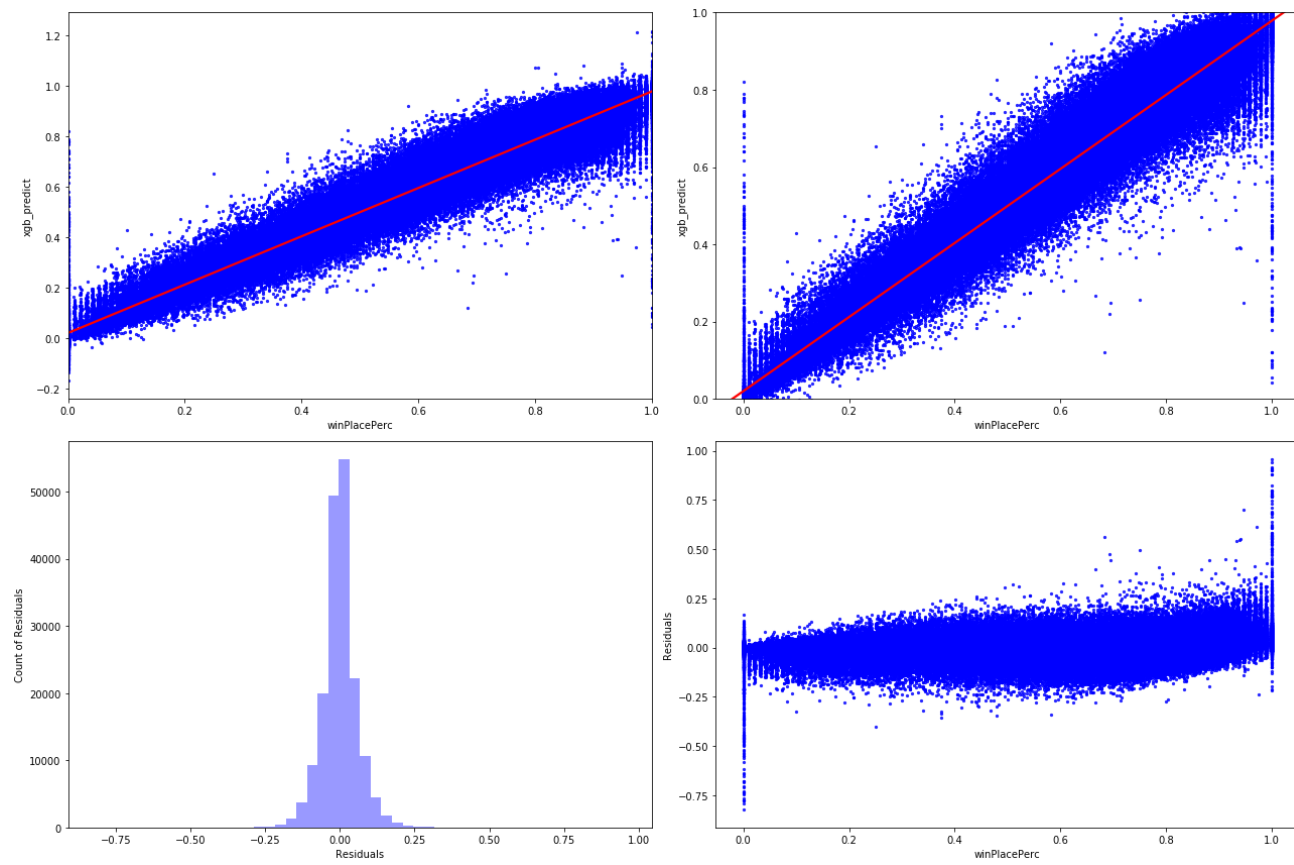 1.2
1.0
0.8
0.6
0.4
0.2
0.0
−0.2
xgb_predict
0.0 0.2 0.4 0.6 0.8 1.0
winPlacePerc
1.0
0.8
0.6
0.4
0.2
0.0
xgb_predict
0.0 0.2 0.4 0.6 0.8 1.0
winPlacePerc
50000
40000
30000
20000
10000
0
Count of Residuals
−0.75 −0.50 −0.25 0.00 0.25 0.50 0.75 1.00
Residuals
1.00
0.75
0.50
0.25
0.00
−0.25
−0.50
−0.75
Residuals
0.0 0.2 0.4 0.6 0.8 1.0
winPlacePerc